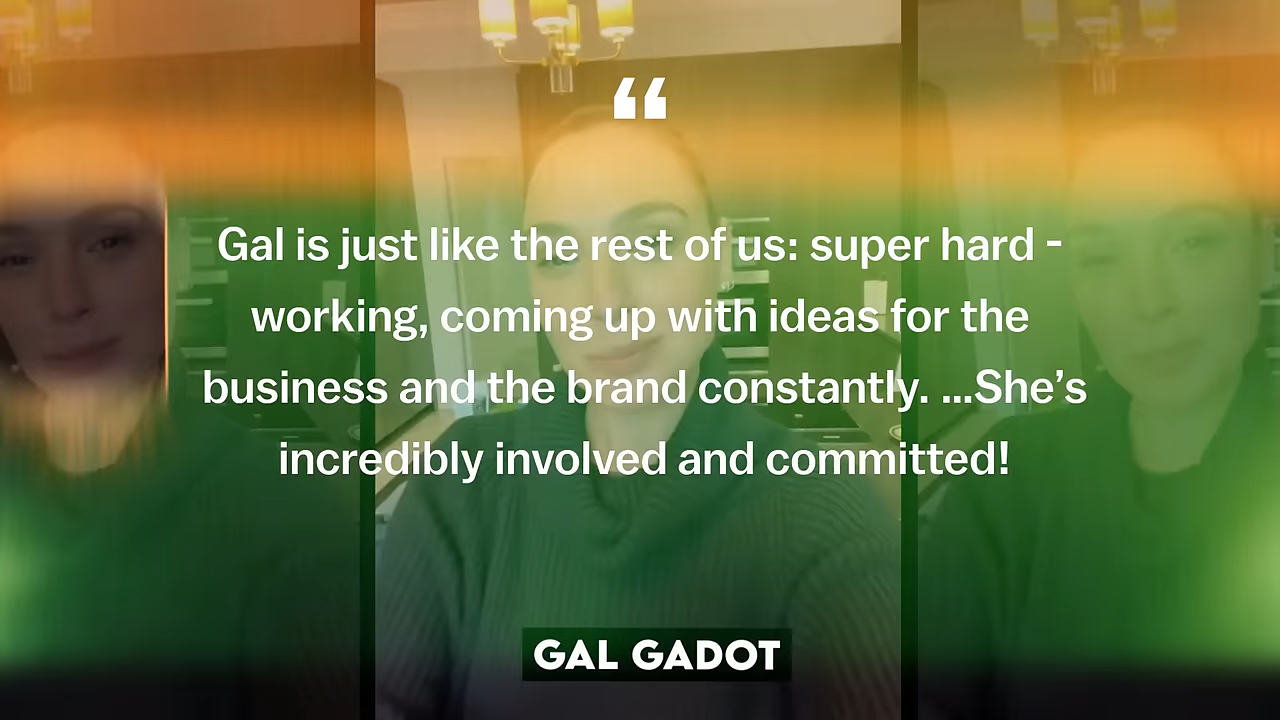 “
Gal is just like the rest of us: super hard -
working, coming up with ideas for the
business and the brand constantly. ...She’s
incredibly involved and committed!
GAL GADOT